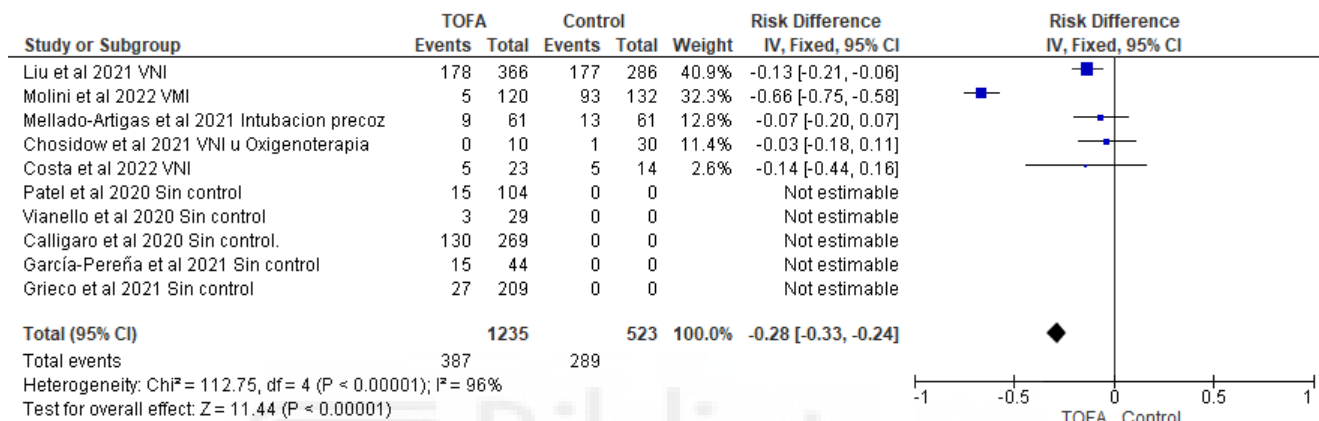 TOFA Control Risk Difference Risk Difference
Study or Subgroup Events Total Events Total Weight IV, Fixed, 95% CI IV, Fixed, 95% CI
Liu et al 2021 VNI 178 366 177 286 40.9% -0.13 [-0.21, -0.06]
Molini et al 2022 VMI 5 120 93 132 32.3% -0.66 [-0.75, -0.58]
Mellado-Artigas et al 2021 Intubacion precoz 9 61 13 61 12.8% -0.07 [-0.20, 0.07]
Chosidow et al 2021 VNI u Oxigenoterapia 0 10 1 30 11.4% -0.03 [-0.18, 0.11]
Costa et al 2022 VNI 5 23 5 14 2.6% -0.14 [-0.44, 0.16]
Patel et al 2020 Sin control 15 104 0 0 Not estimable
Vianello et al 2020 Sin control 3 29 0 0 Not estimable
Calligaro et al 2020 Sin control. 130 269 0 0 Not estimable
García-Pereña et al 2021 Sin control 15 44 0 0 Not estimable
Grieco et al 2021 Sin control 27 209 0 0 Not estimable
Total (95% CI) 1235 523 100.0% -0.28 [-0.33, -0.24]
Total events 387 289
Heterogeneity: Chi² = 112.75, df = 4 (P < 0.00001); I² = 96%
Test for overall effect: Z = 11.44 (P < 0.00001)
-1 -0.5 0 0.5 1
TOFA Control